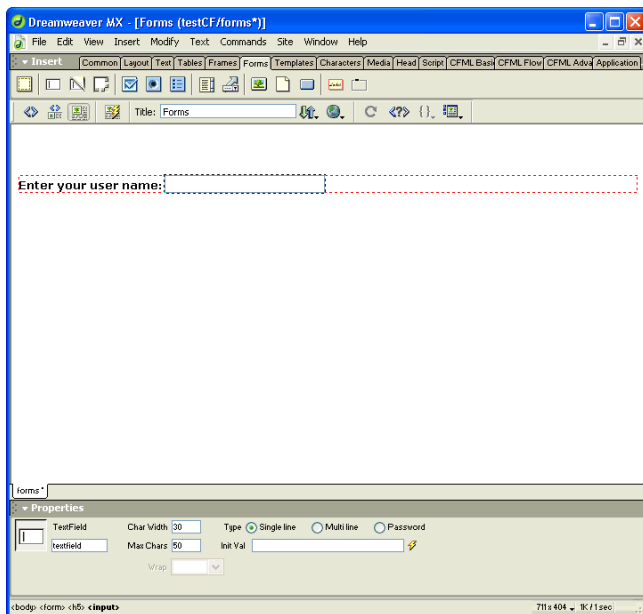 Dreamweaver MX - [Forms (testCF/forms*)]
File Edit View Insert Modify Text Commands Site Window Help
Insert Common Layout Text Tables Frames Forms Templates Characters Media Head Script CFML Basi CFML Flow CFML Adva Application
Title: Forms
Enter your user name:
forms*
Properties
TextField Char Width 30 Type Single line Multi line Password
textfield Max Chars 50 Init Val
Wrap
<body> <form> <h5> <input> 711 x 404 1K / 1 sec